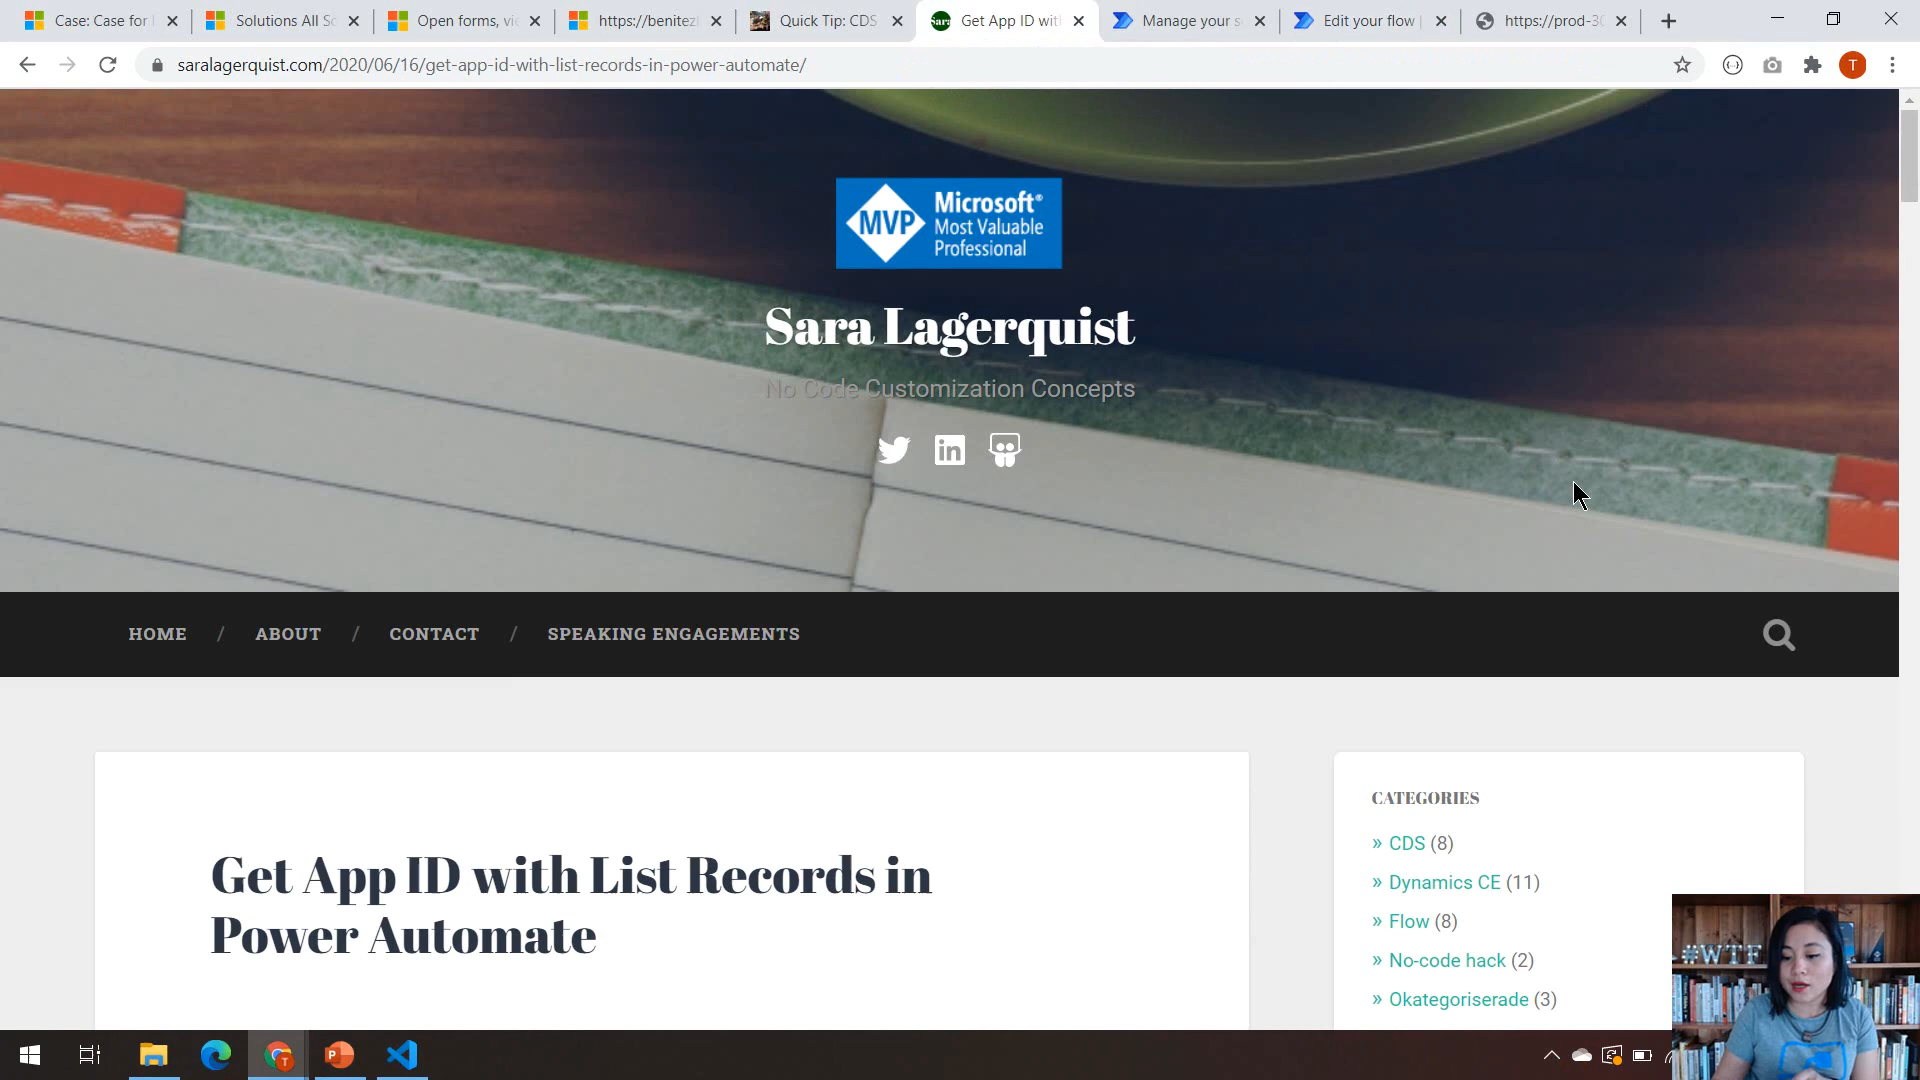 Case: Case for
Solutions All Sc
Open forms, vie
https://benitez
Quick Tip: CDS
Get App ID wit
Manage your s
Edit your flow
https://prod-30
saralagerquist.com/2020/06/16/get-app-id-with-list-records-in-power-automate/
T
MVP
Microsoft®
Most Valuable
Professional
Sara Lagerquist
No Code Customization Concepts
HOME / ABOUT / CONTACT / SPEAKING ENGAGEMENTS
Get App ID with List Records in
Power Automate
CATEGORIES
» CDS (8)
» Dynamics CE (11)
» Flow (8)
» No-code hack (2)
» Okategoriserade (3)
#WTF